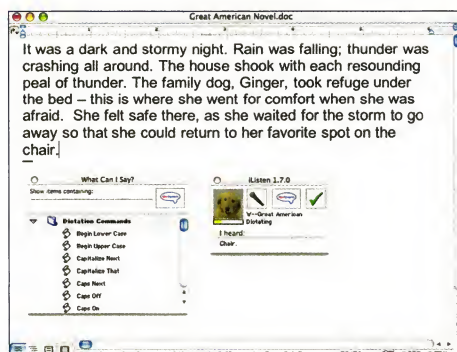 Great American Novel.doc
It was a dark and stormy night. Rain was falling; thunder was
crashing all around. The house shook with each resounding
peal of thunder. The family dog, Ginger, took refuge under
the bed – this is where she went for comfort when she was
afraid.  She felt safe there, as she waited for the storm to go
away so that she could return to her favorite spot on the
chair.
What Can I Say?
Show items containing:
Dictation Commands
Begin Lower Case
Begin Upper Case
Capitalize Next
Capitalize That
Caps Next
Caps Off
Caps On
iListen 1.7.0
Great American
Dictating
I heard:
Chair.